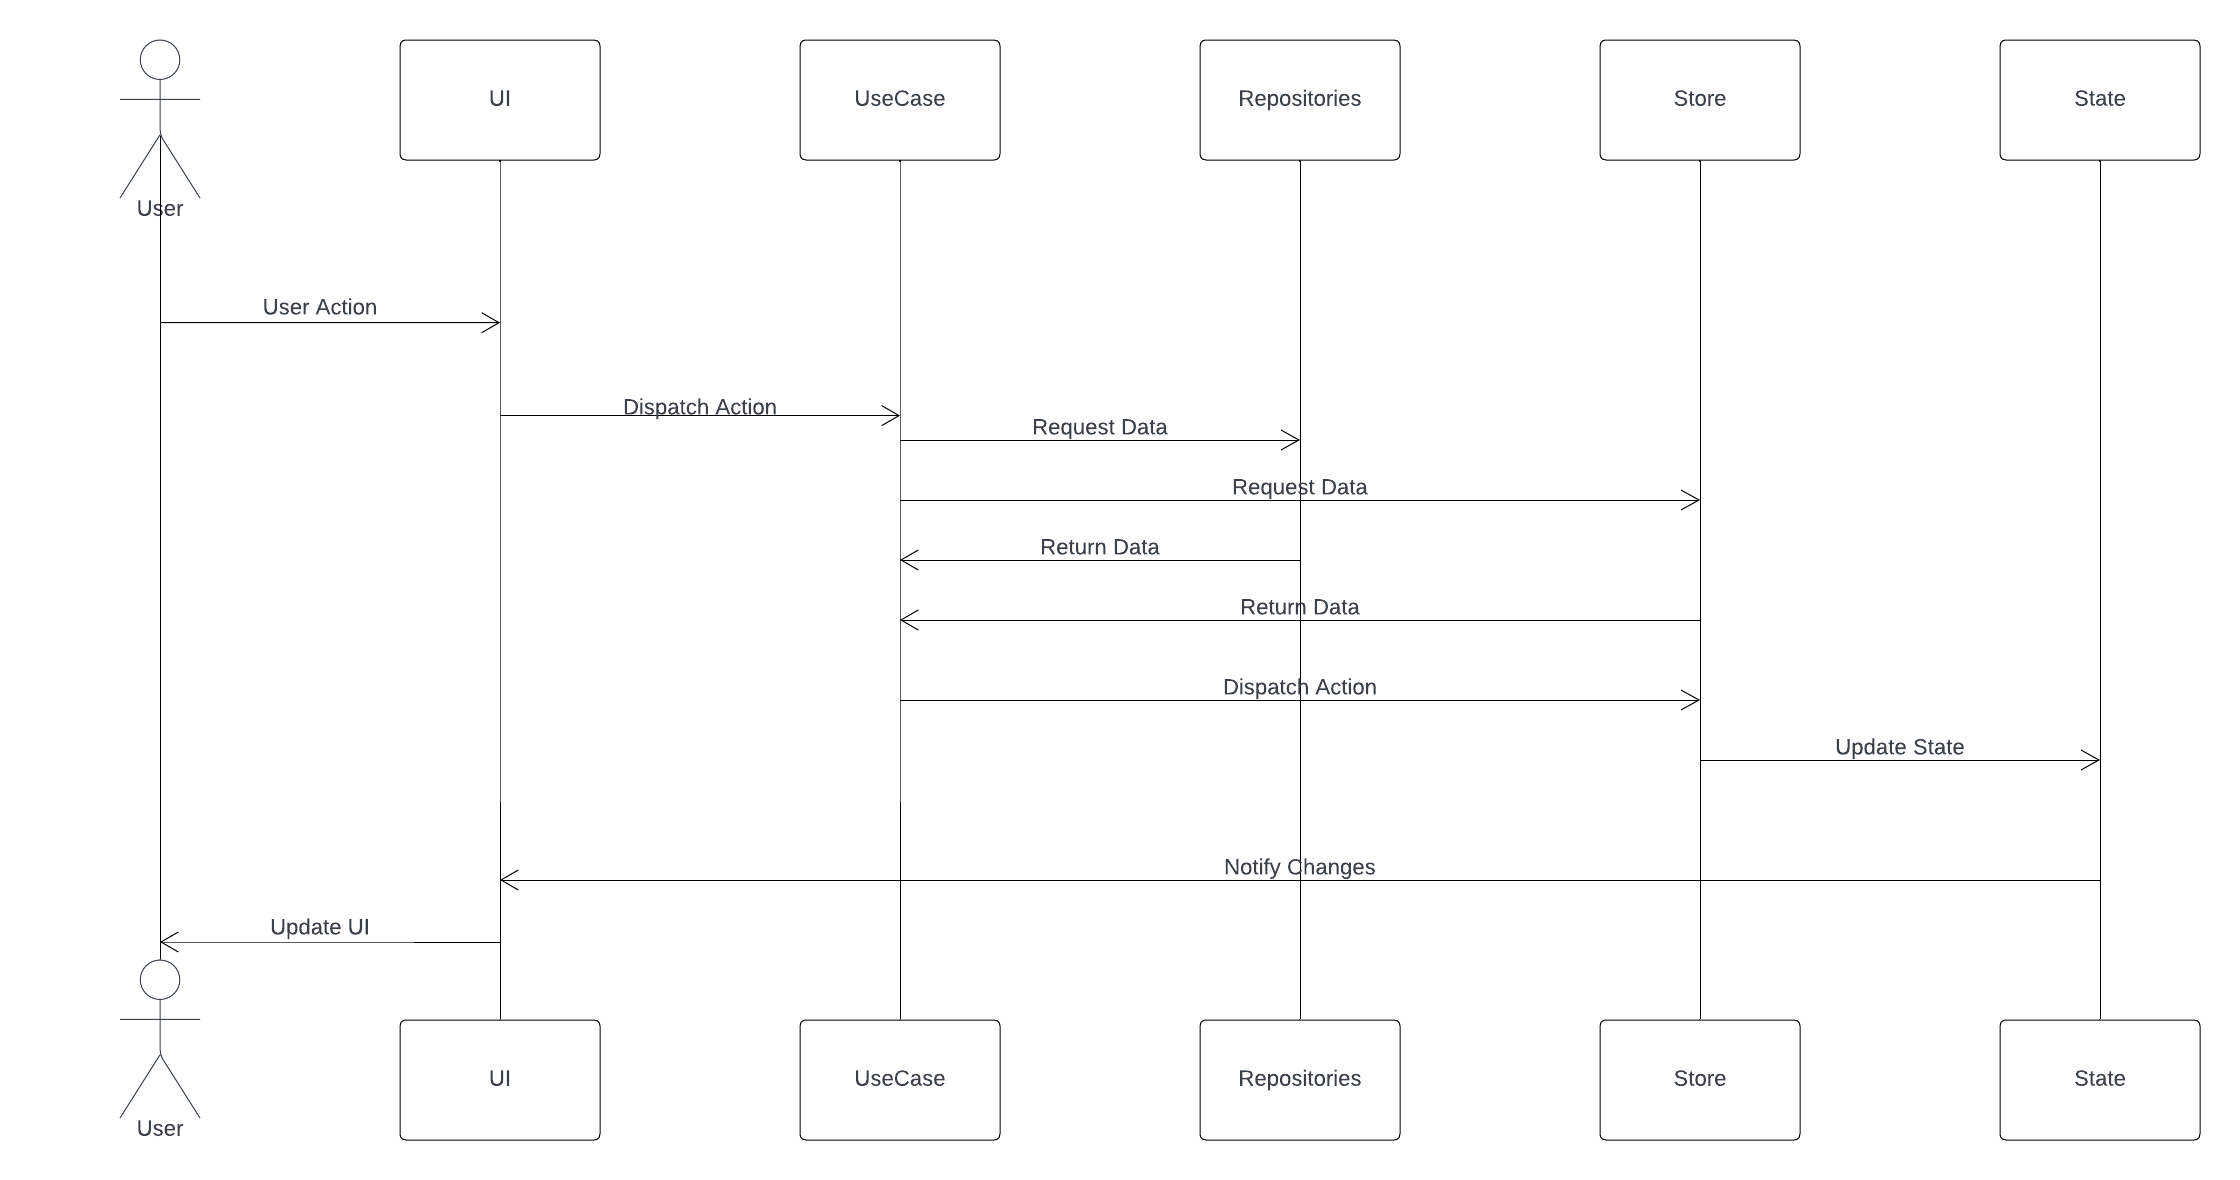 UI
UseCase
Repositories
Store
State
User
User Action
Dispatch Action
Request Data
Request Data
Return Data
Return Data
Dispatch Action
Update State
Notify Changes
Update UI
UI
UseCase
Repositories
Store
State
User